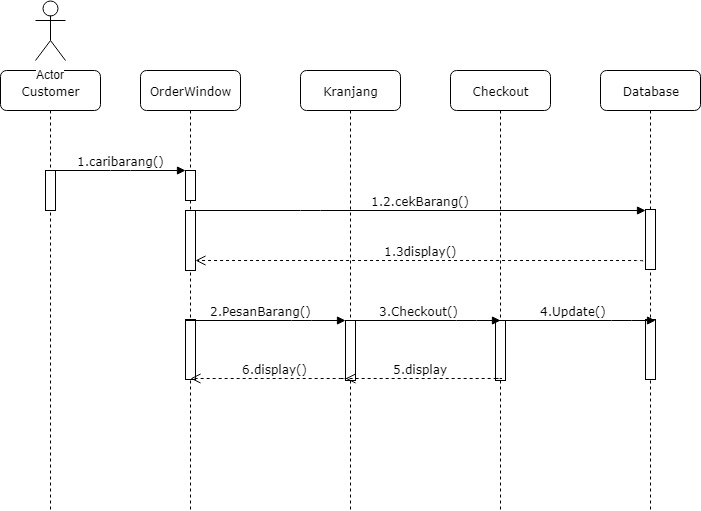 Actor
Customer
OrderWindow
Kranjang
Checkout
Database
1.caribarang()
1.2.cekBarang()
1.3display()
2.PesanBarang()
3.Checkout()
4.Update()
6.display()
5.display